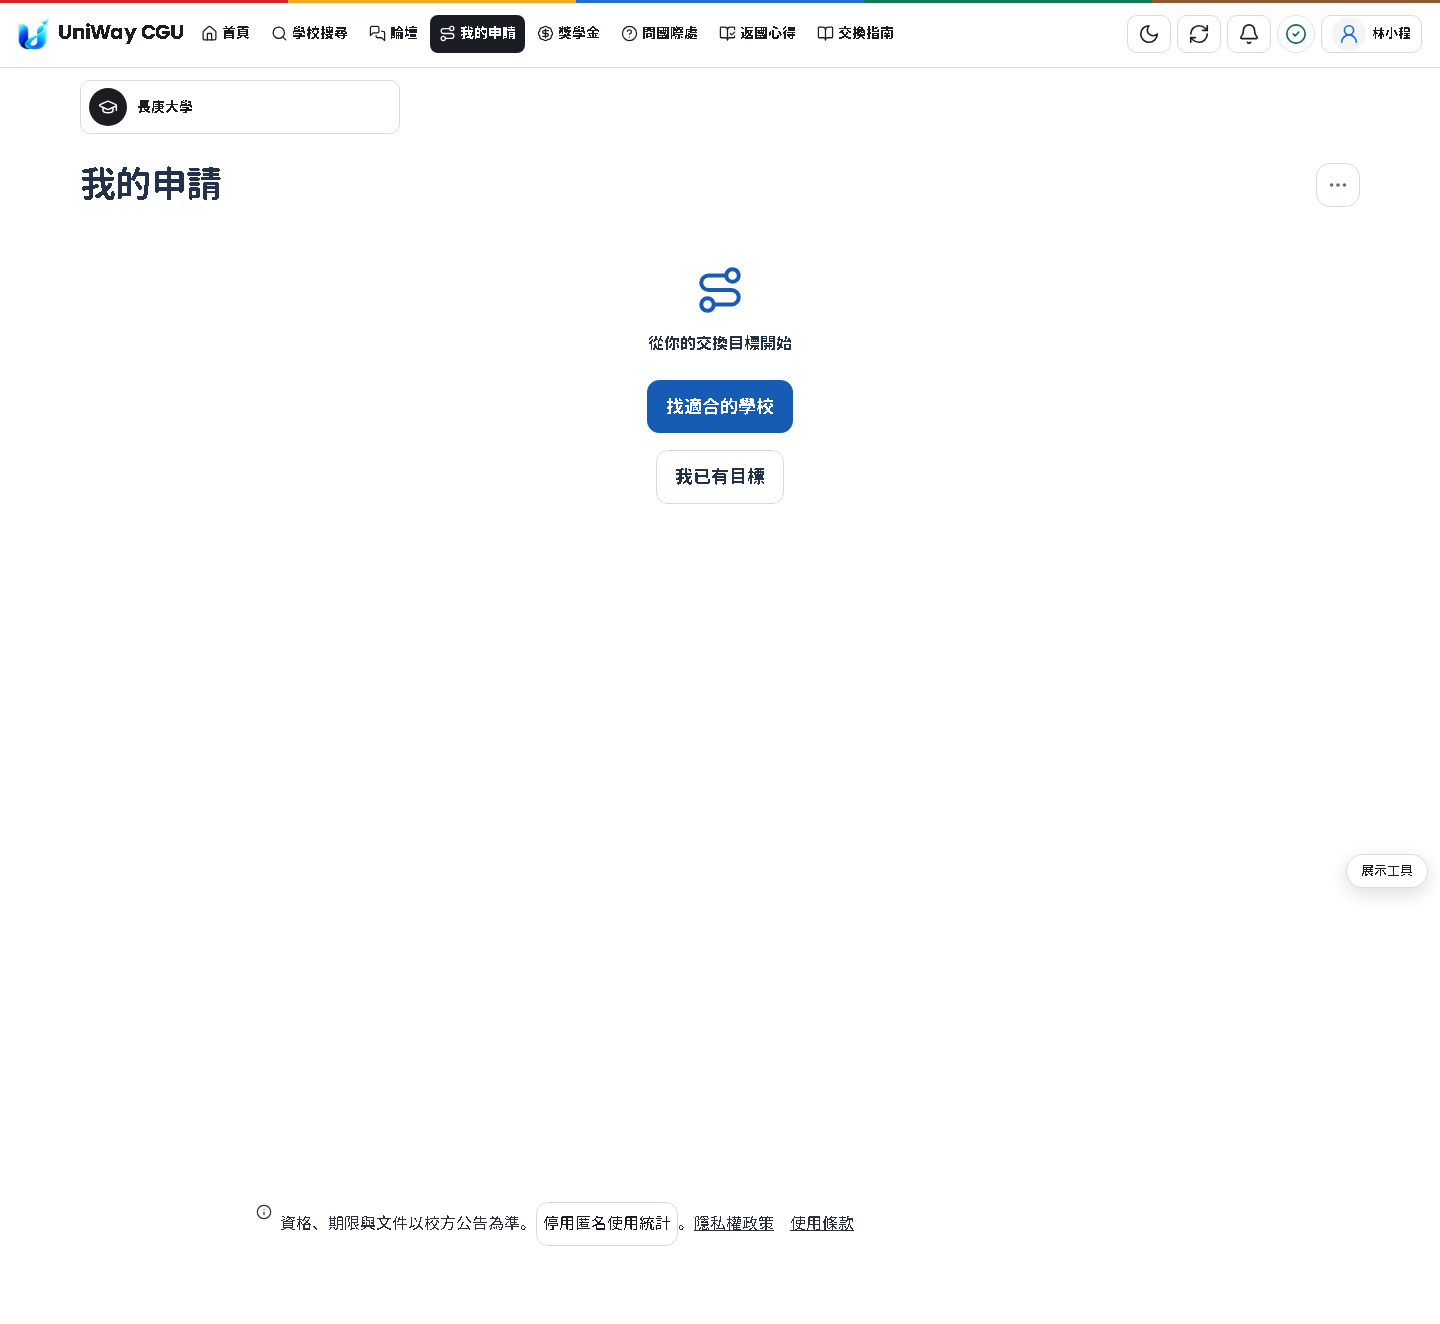 UniWay CGU 首頁 學校搜尋 論壇 我的申請 獎學金 問國際處 返國心得 交換指南 林小程
長庚大學
我的申請
從你的交換目標開始
找適合的學校
我已有目標
展示工具
資格、期限與文件以校方公告為準。 停用匿名使用統計 。隱私權政策 使用條款